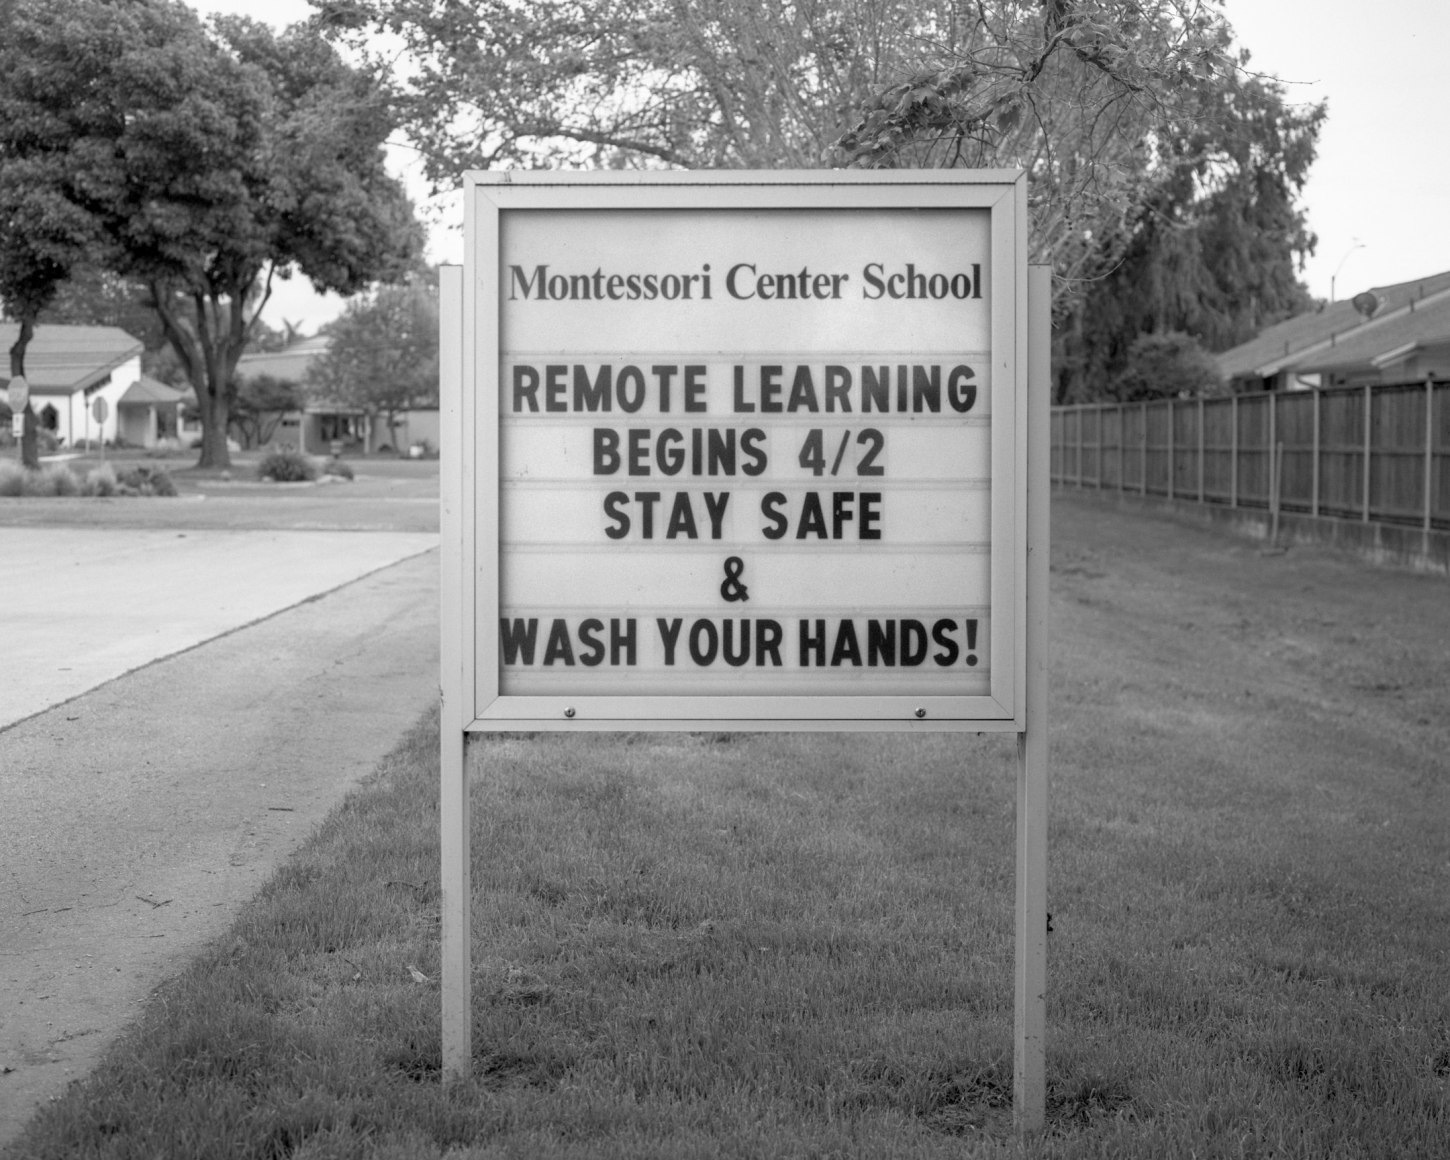 Montessori Center School
REMOTE LEARNING
BEGINS 4/2
STAY SAFE
&
WASH YOUR HANDS!